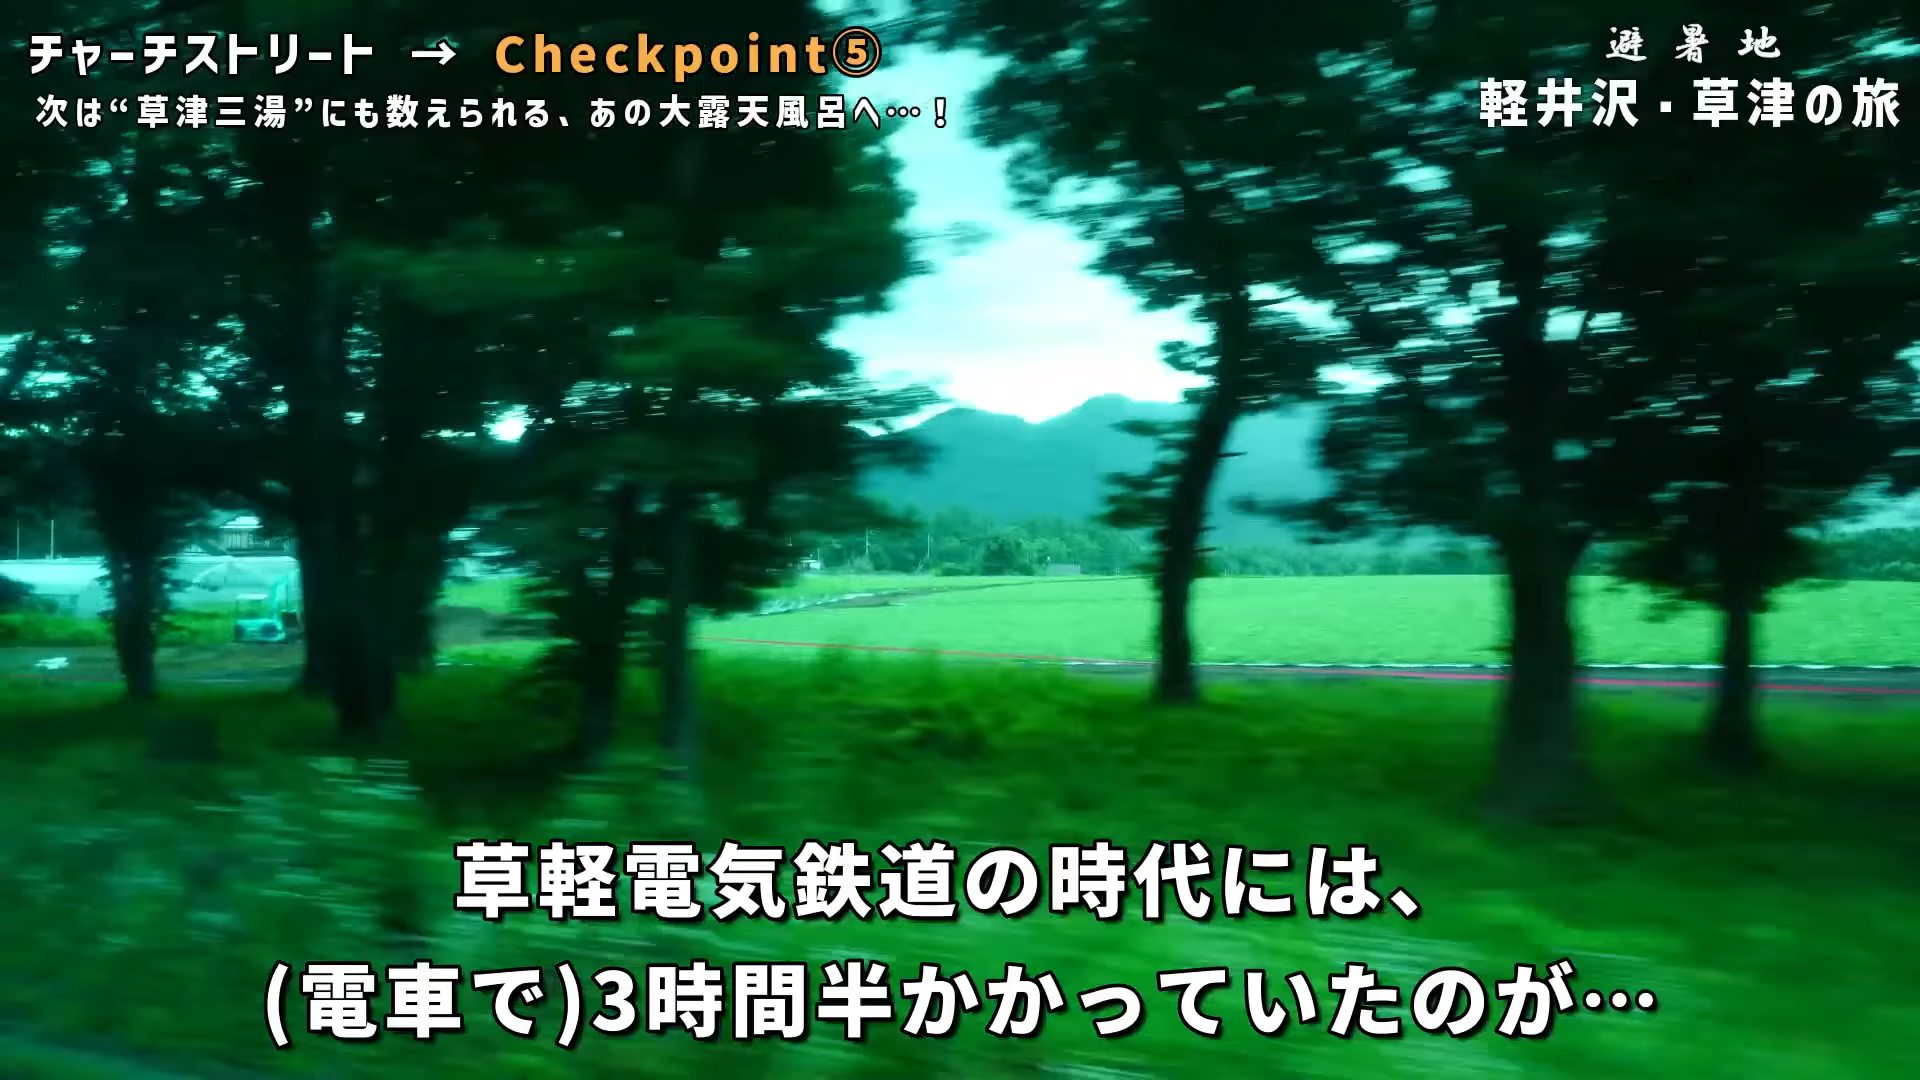 チャーチストリート → Checkpoint⑤
次は“草津三湯”にも数えられる、あの大露天風呂へ…！
避暑地
軽井沢・草津の旅
草軽電気鉄道の時代には、
(電車で)3時間半かかっていたのが…